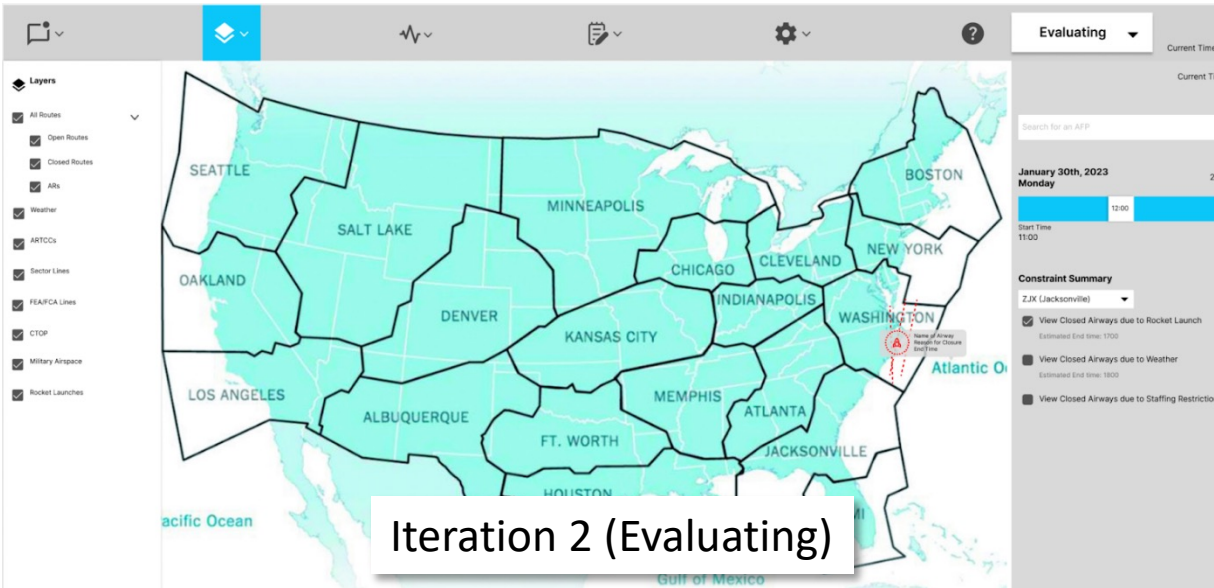 Evaluating
Current Time
Layers
All Routes
Open Routes
Closed Routes
ARs
Weather
ARTCCs
Sector Lines
FEA/FCA Lines
CTOP
Military Airspace
Rocket Launches
SEATTLE
BOSTON
MINNEAPOLIS
SALT LAKE
NEW YORK
CLEVELAND
CHICAGO
OAKLAND
INDIANAPOLIS
DENVER
WASHINGTON
KANSAS CITY
Name of Airway
Reason for Closure
End Time
Atlantic Oc
LOS ANGELES
MEMPHIS
ALBUQUERQUE
ATLANTA
FT. WORTH
JACKSONVILLE
HOUSTON
MI
acific Ocean
Gulf of Mexico
Iteration 2 (Evaluating)
Current Ti
Search for an AFP
January 30th, 2023
Monday
2
12:00
Start Time
11:00
Constraint Summary
ZJX (Jacksonville)
View Closed Airways due to Rocket Launch
Estimated End time: 1700
View Closed Airways due to Weather
Estimated End time: 1800
View Closed Airways due to Staffing Restriction